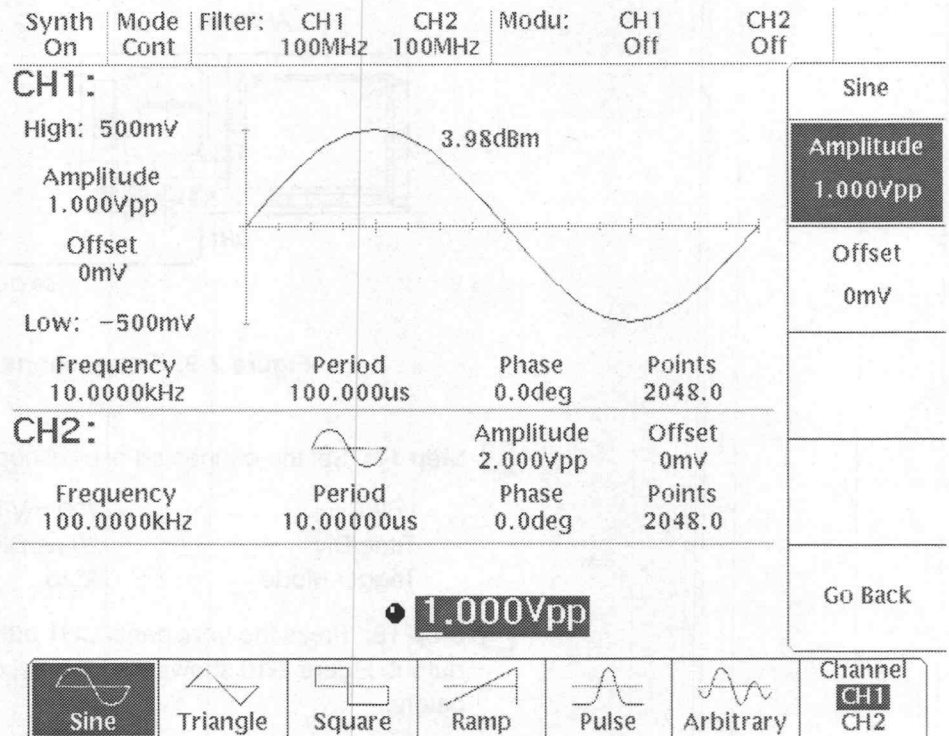 Synth Mode Filter: CH1 CH2 Modu: CH1 CH2
On Cont 100MHz 100MHz Off Off
CH1:
High: 500mV
3.98dBm
Amplitude
1.000Vpp
Offset
0mV
Low: -500mV
Frequency Period Phase Points
10.0000kHz 100.000us 0.0deg 2048.0
CH2:
Amplitude Offset
2.000Vpp 0mV
Frequency Period Phase Points
100.0000kHz 10.00000us 0.0deg 2048.0
1.000Vpp
Sine
Amplitude
1.000Vpp
Offset
0mV
Go Back
Sine Triangle Square Ramp Pulse Arbitrary
Channel
CH1
CH2